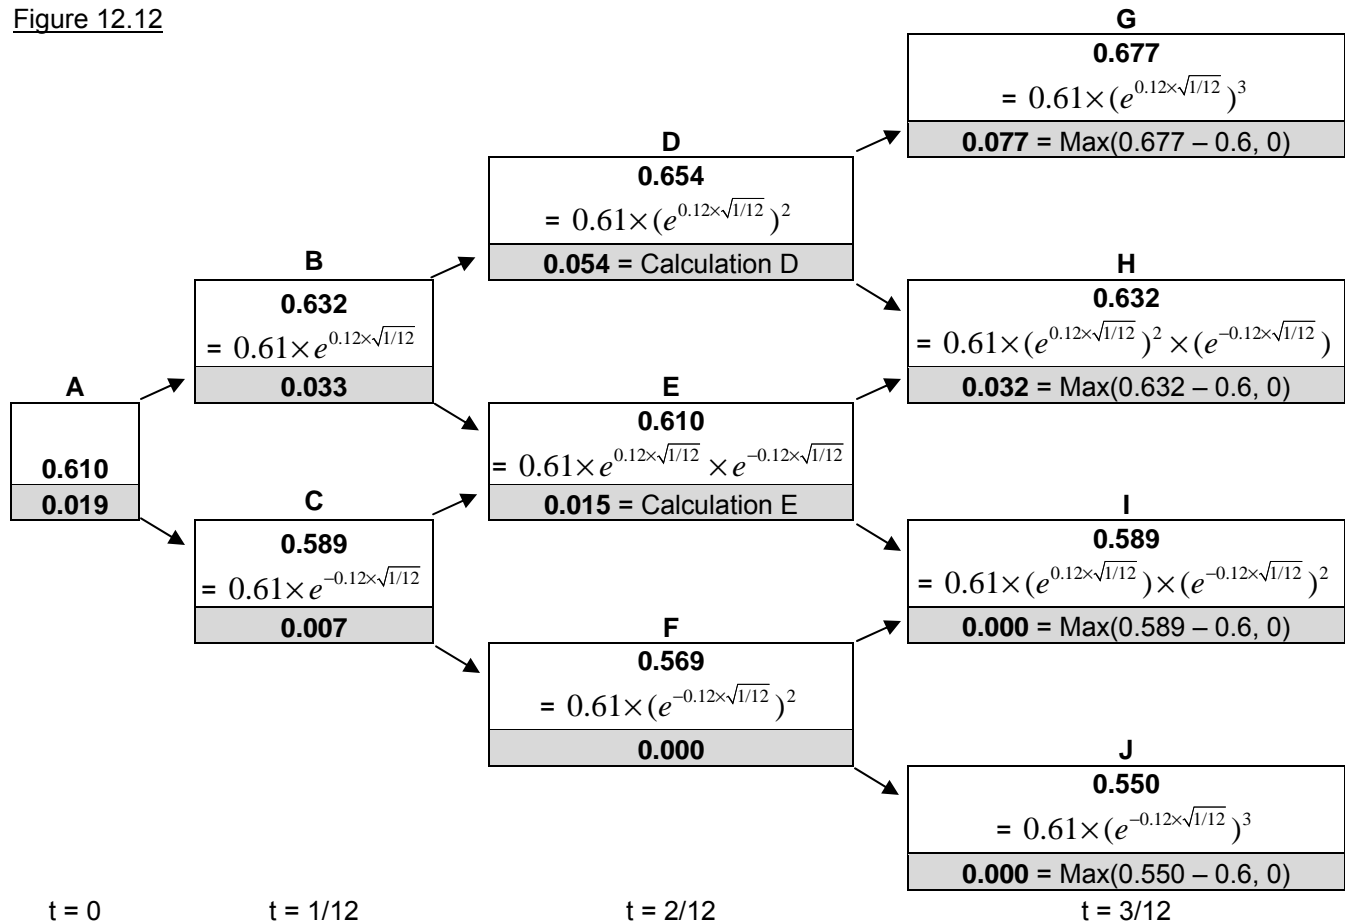 Figure 12.12
G
0.677
= 0.61×(e^{0.12×√1/12})^3
0.077 = Max(0.677 – 0.6, 0)
D
0.654
= 0.61×(e^{0.12×√1/12})^2
0.054 = Calculation D
B
0.632
= 0.61×e^{0.12×√1/12}
0.033
H
0.632
= 0.61×(e^{0.12×√1/12})^2×(e^{-0.12×√1/12})
0.032 = Max(0.632 – 0.6, 0)
A
0.610
0.019
E
0.610
= 0.61×e^{0.12×√1/12}×e^{-0.12×√1/12}
0.015 = Calculation E
C
0.589
= 0.61×e^{-0.12×√1/12}
0.007
I
0.589
= 0.61×(e^{0.12×√1/12})×(e^{-0.12×√1/12})^2
0.000 = Max(0.589 – 0.6, 0)
F
0.569
= 0.61×(e^{-0.12×√1/12})^2
0.000
J
0.550
= 0.61×(e^{-0.12×√1/12})^3
0.000 = Max(0.550 – 0.6, 0)
t = 0 t = 1/12 t = 2/12 t = 3/12